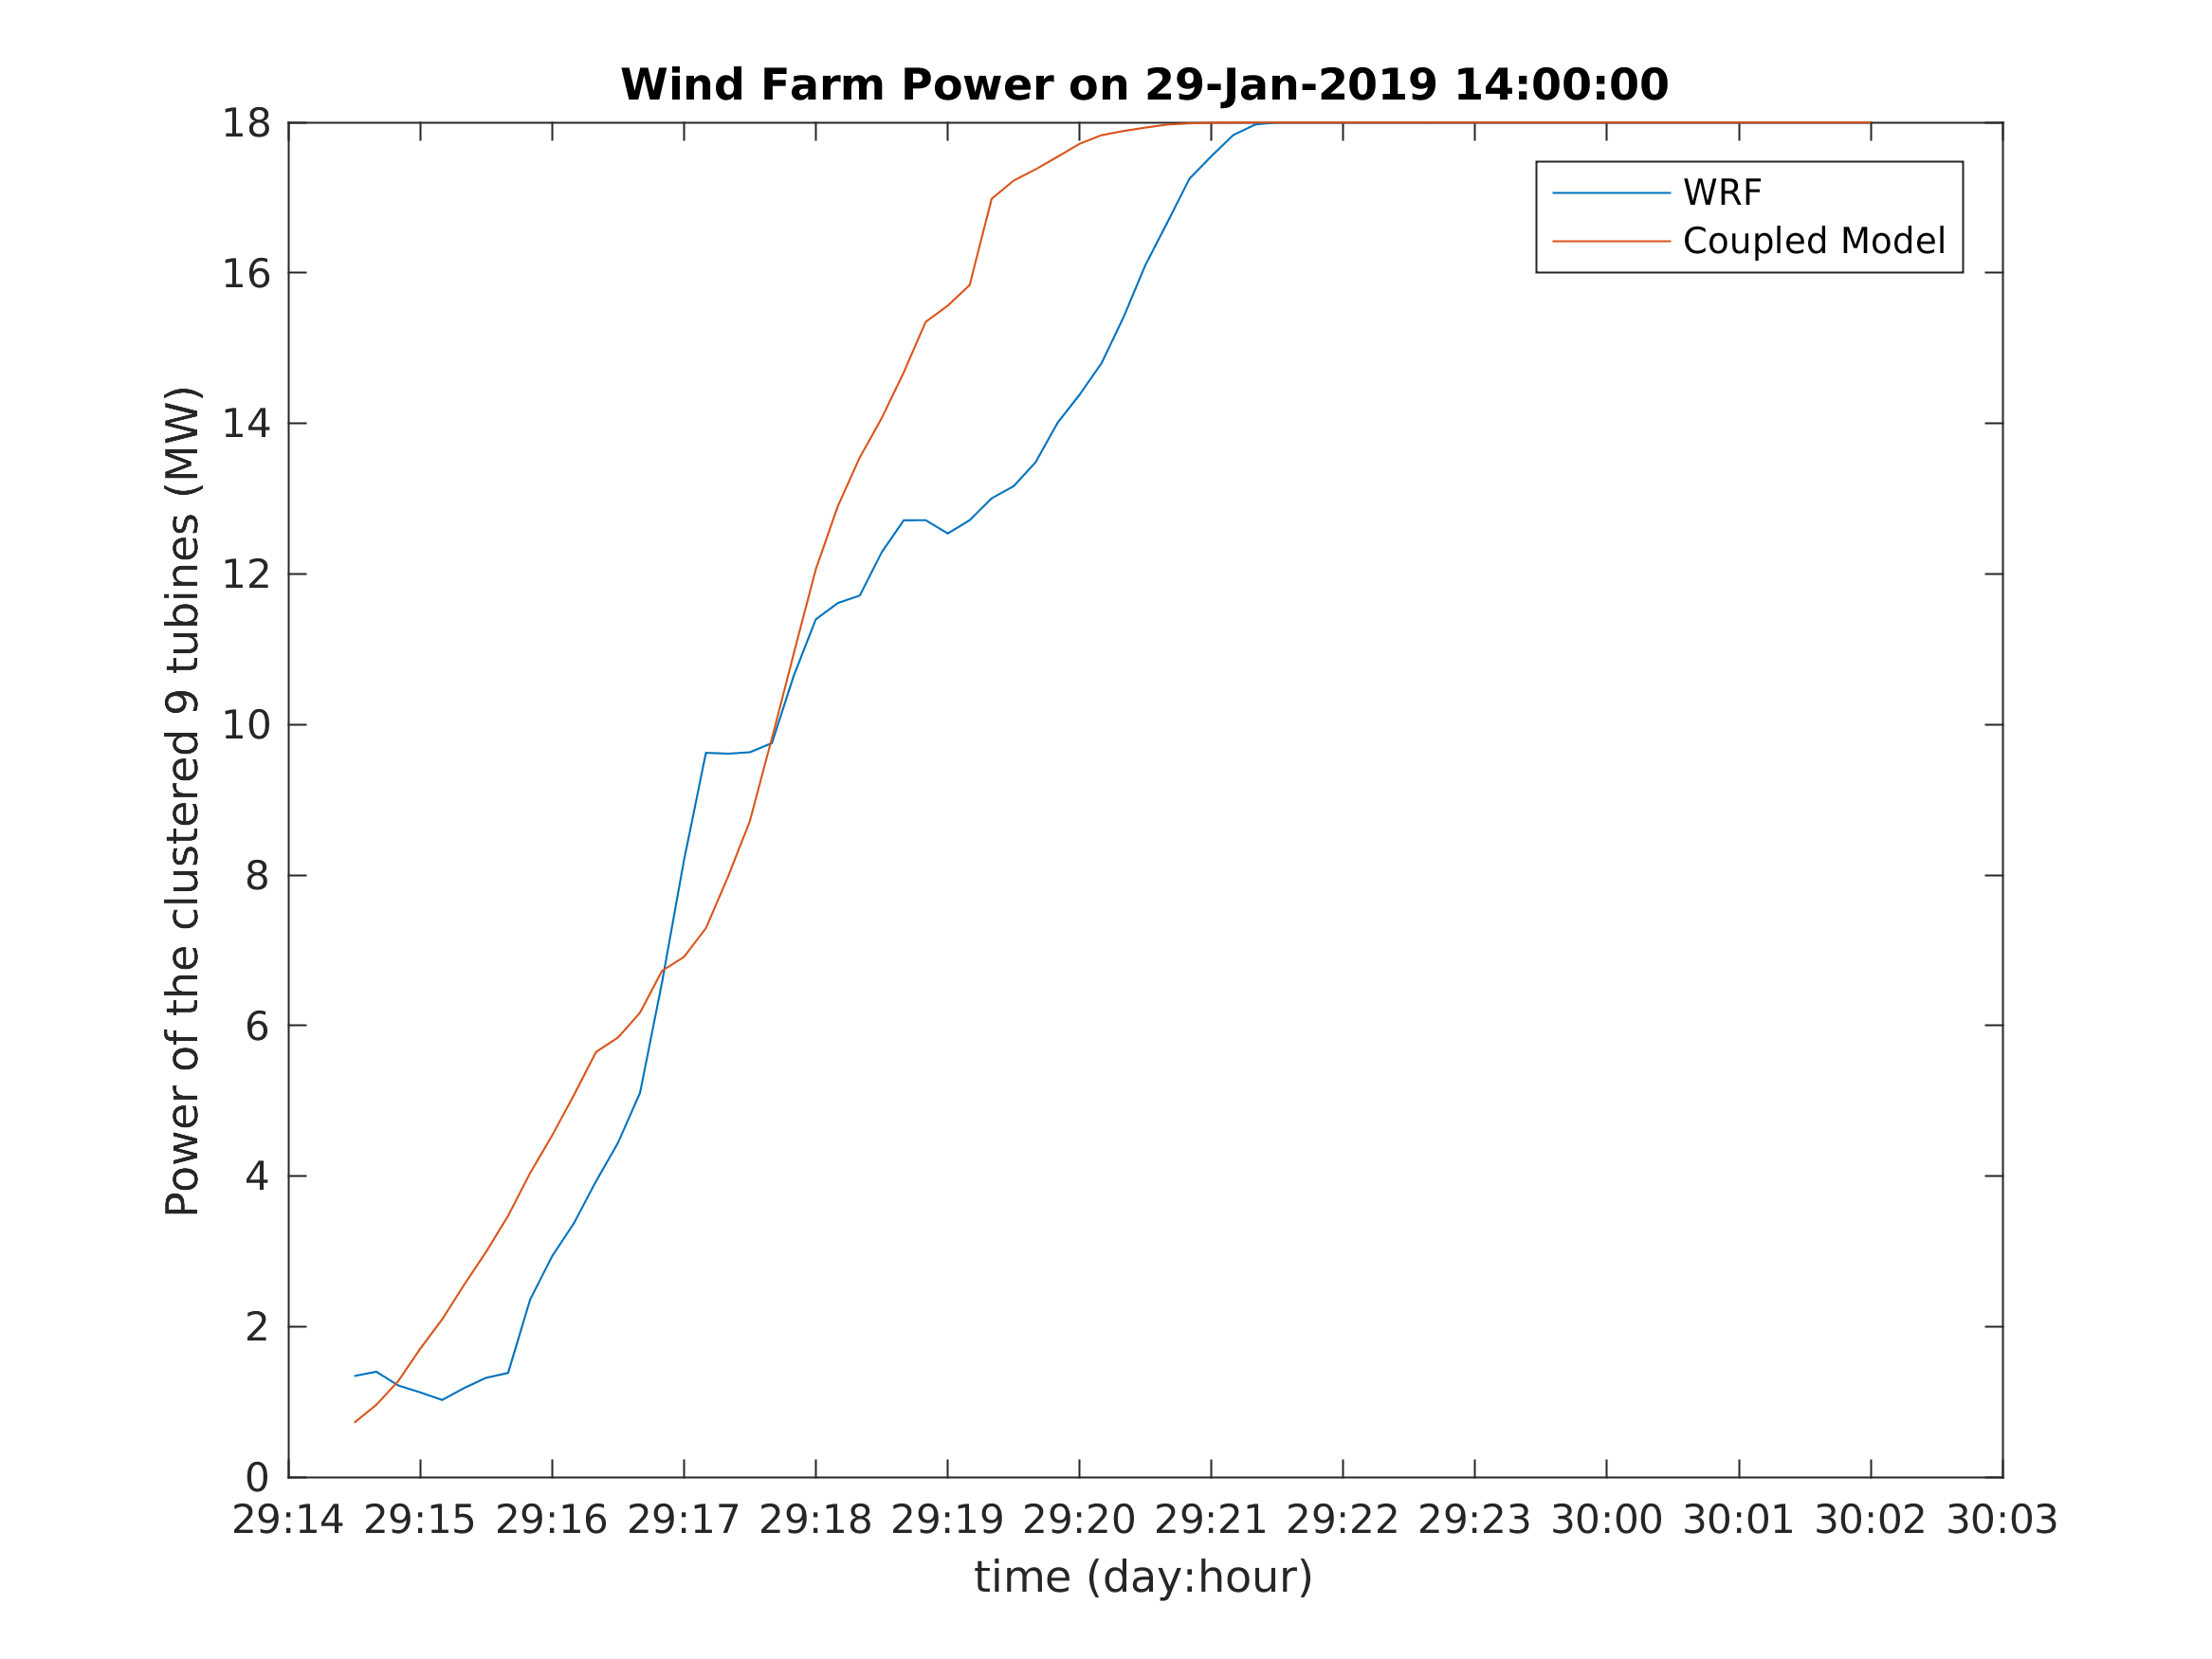 Wind Farm Power on 29-Jan-2019 14:00:00
18
16
14
12
10
8
6
4
2
0
Power of the clustered 9 tubines (MW)
WRF
Coupled Model
29:14 29:15 29:16 29:17 29:18 29:19 29:20 29:21 29:22 29:23 30:00 30:01 30:02 30:03
time (day:hour)